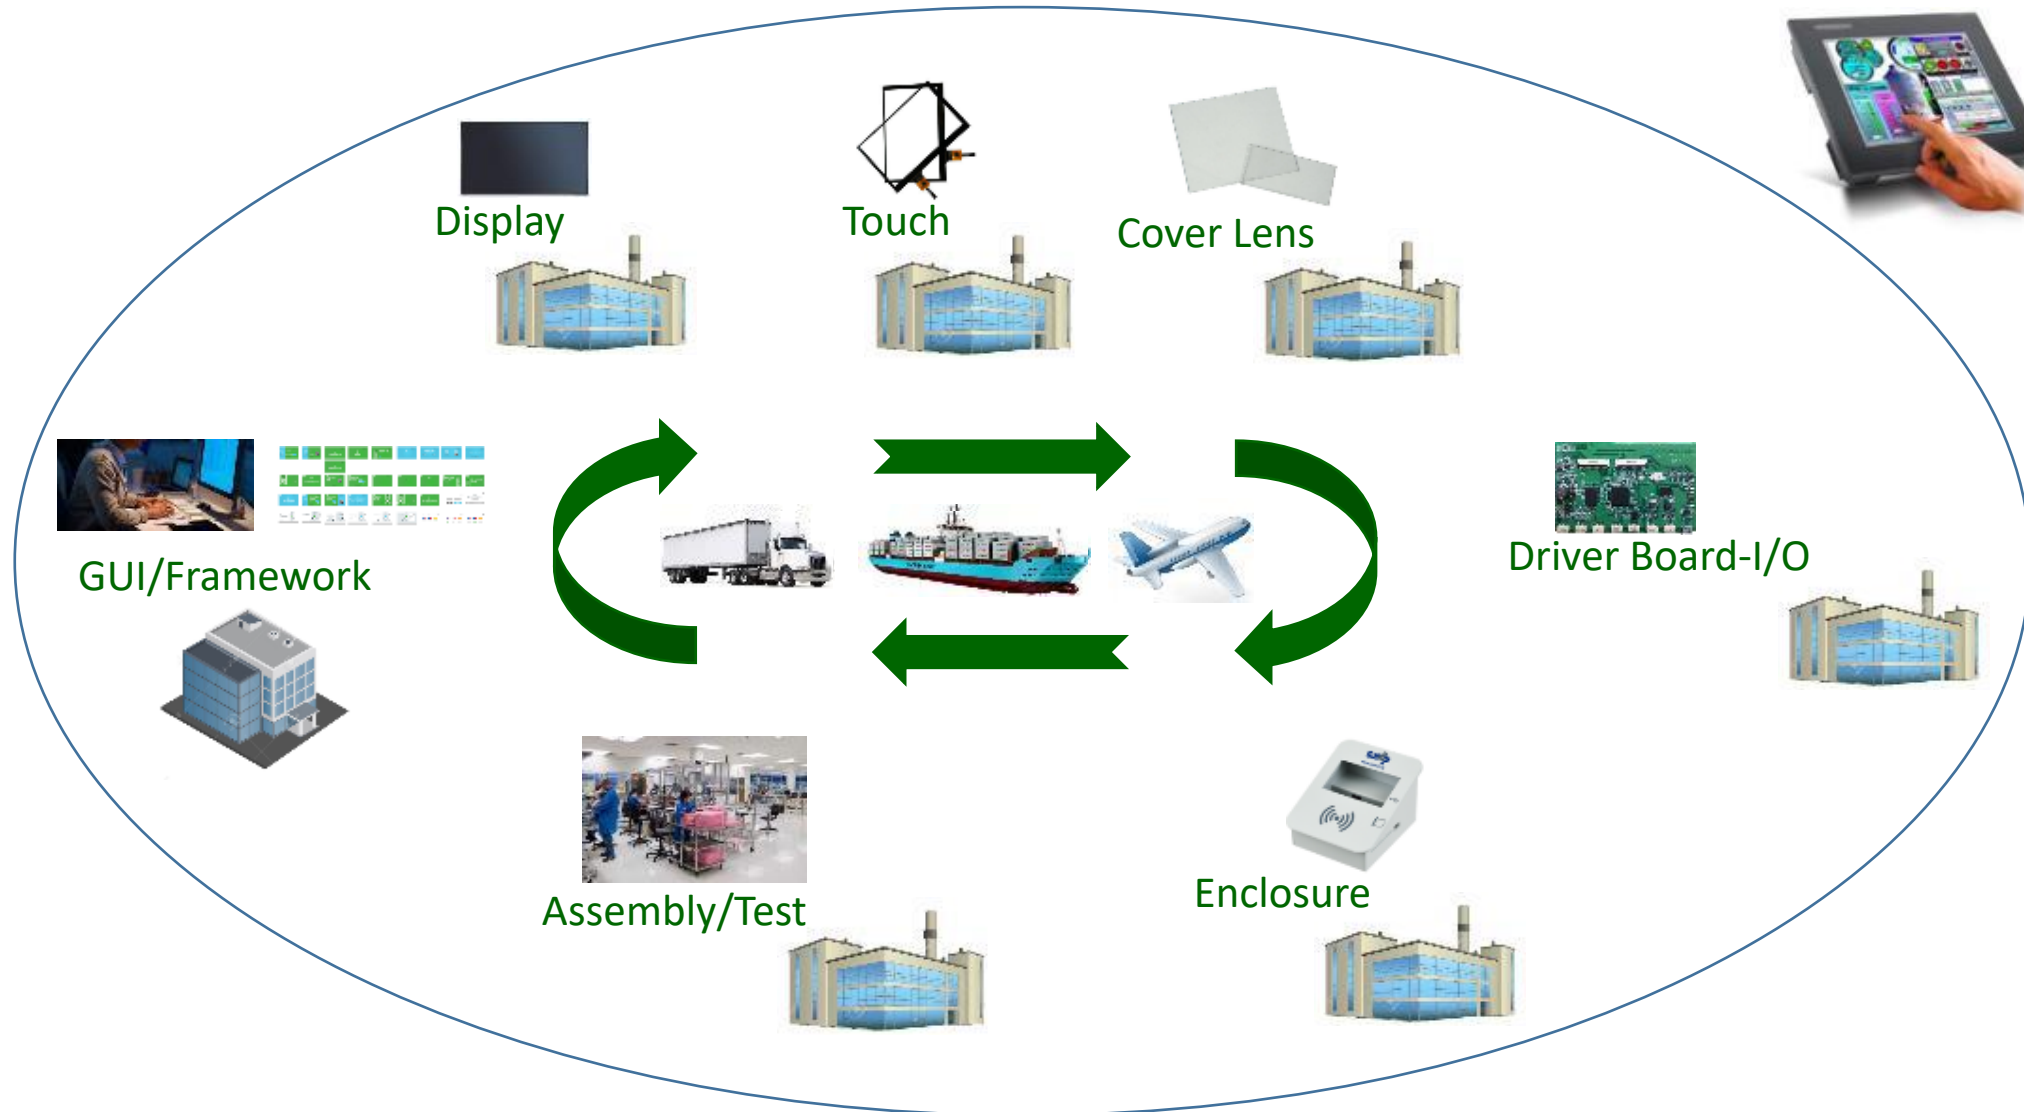 Display
Touch
Cover Lens
GUI/Framework
Driver Board-I/O
Assembly/Test
Enclosure